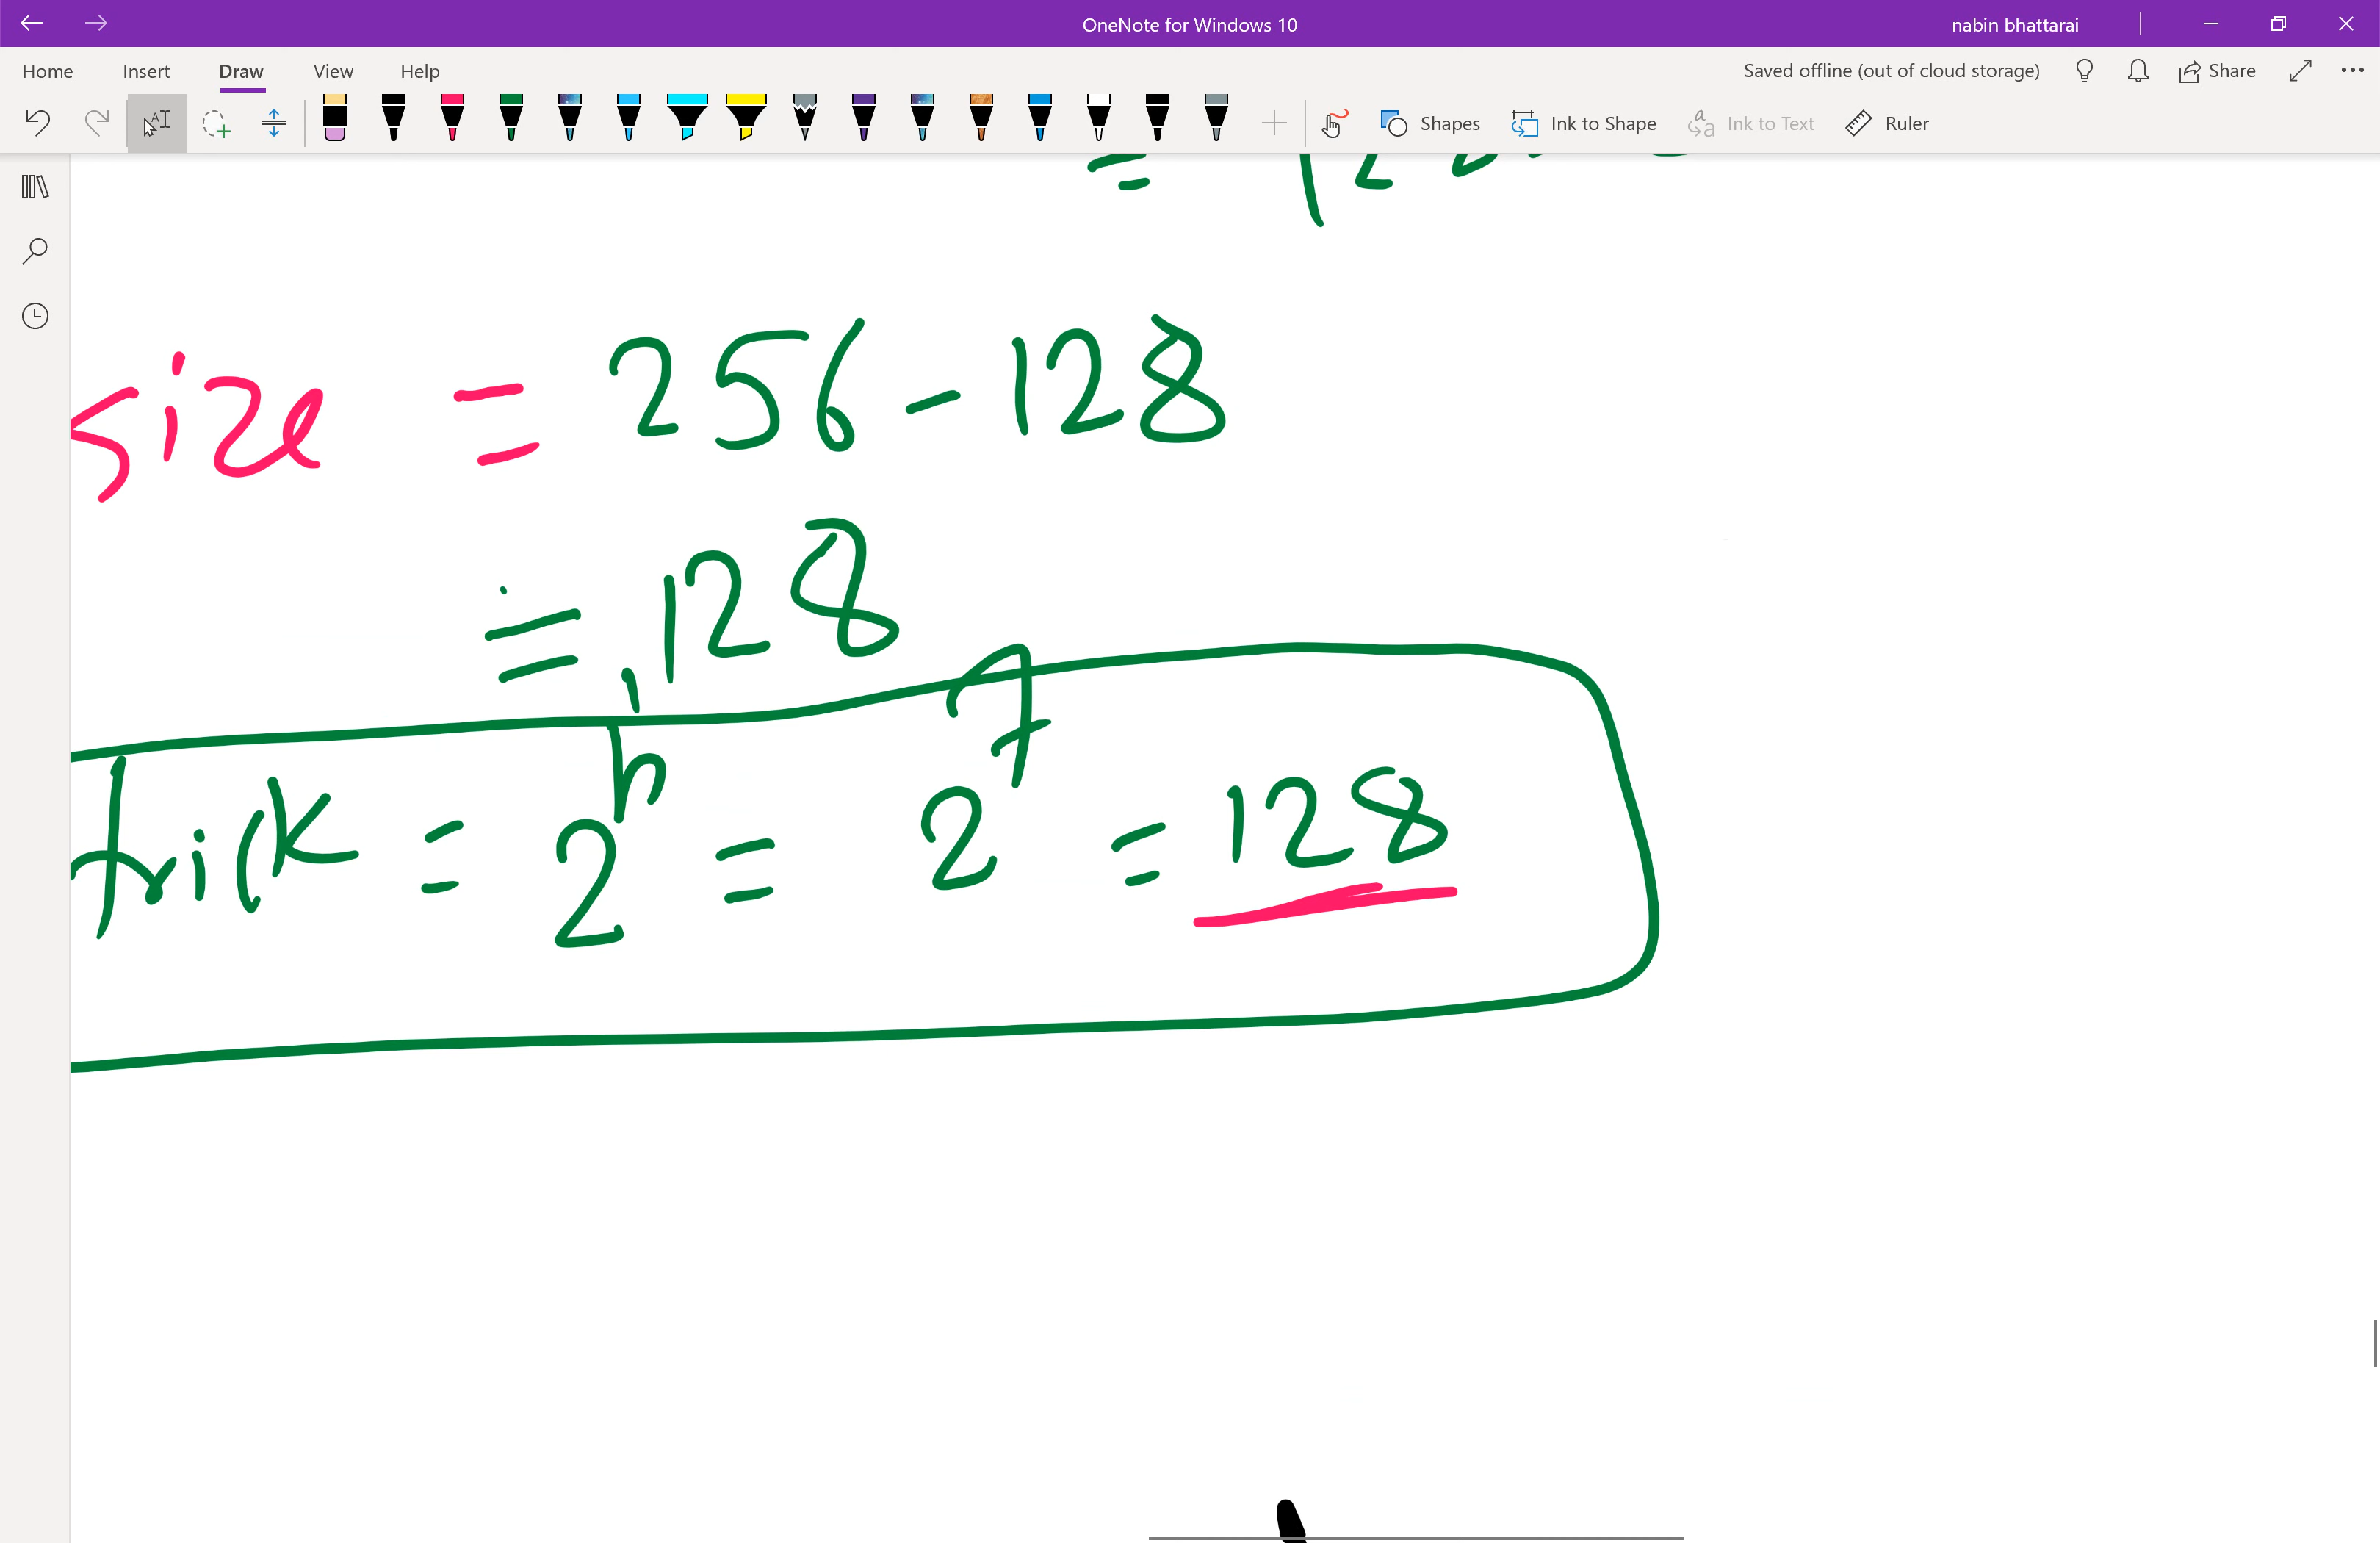 OneNote for Windows 10
nabin bhattarai
Home Insert Draw View Help
Saved offline (out of cloud storage) Share
Shapes Ink to Shape Ink to Text Ruler
size = 256-128
= 128
trick = 2^n = 2^7 = 128